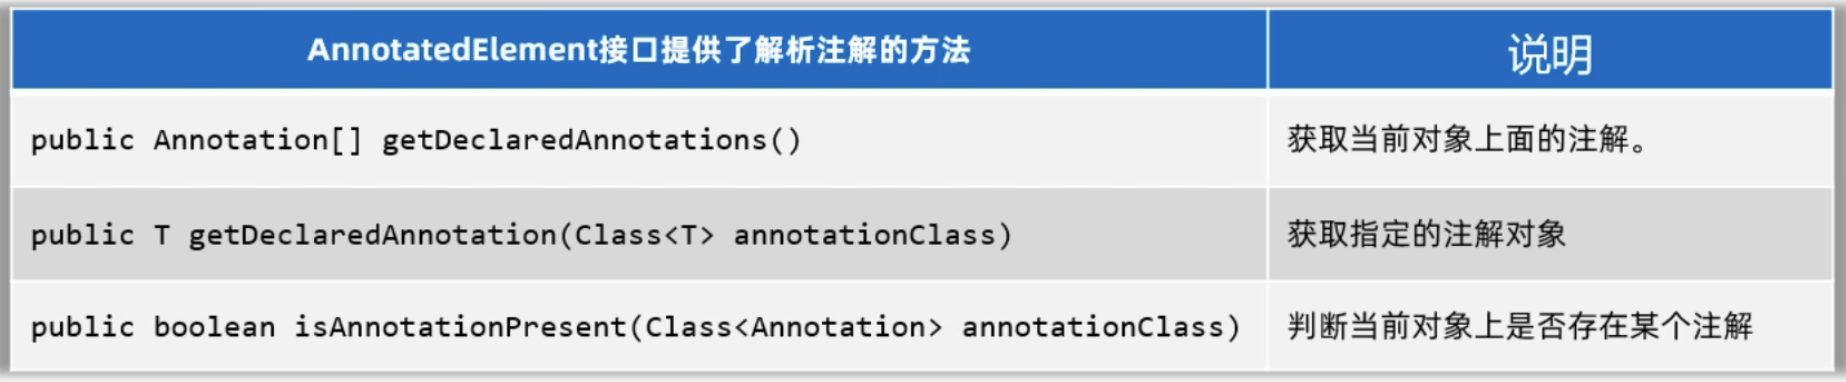 AnnotatedElement接口提供了解析注解的方法
说明
public Annotation[] getDeclaredAnnotations()
获取当前对象上面的注解。
public T getDeclaredAnnotation(Class<T> annotationClass)
获取指定的注解对象
public boolean isAnnotationPresent(Class<Annotation> annotationClass)
判断当前对象上是否存在某个注解